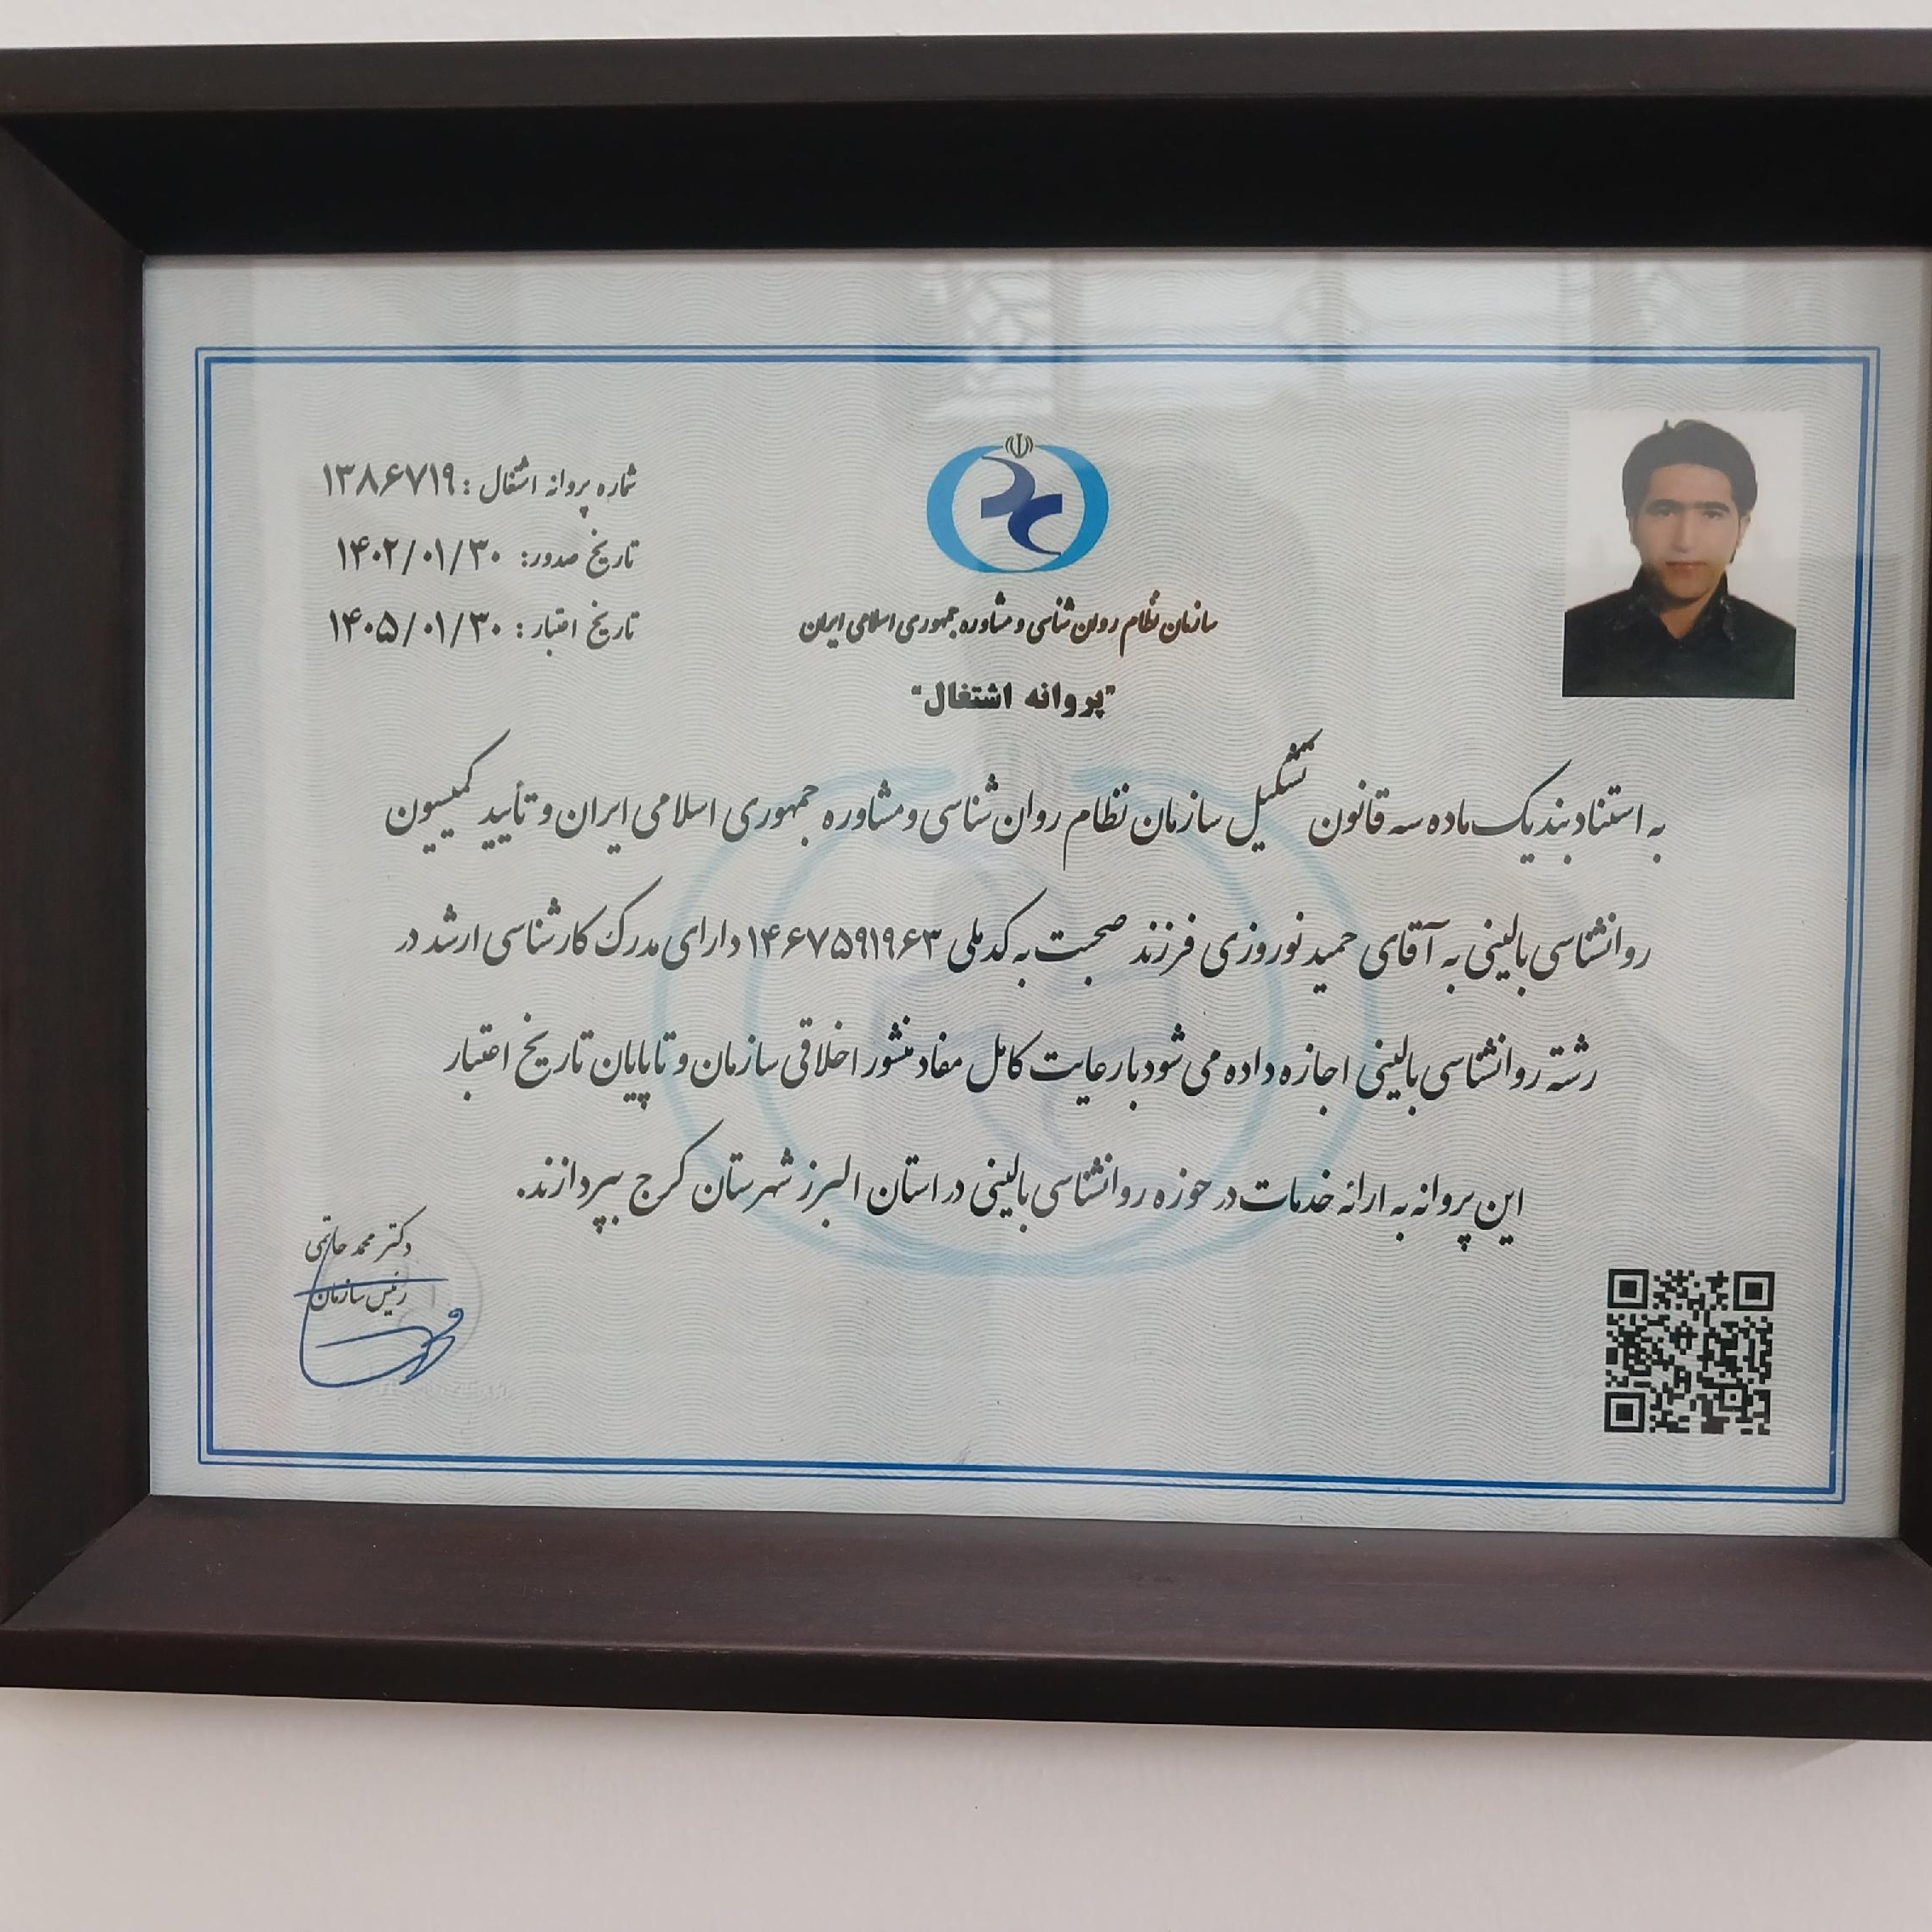 شماره پروانه اشتغال : ۱۳۸۶۷۱۹
تاریخ صدور: ۱۴۰۲/۰۱/۳۰
تاریخ اعتبار : ۱۴۰۵/۰۱/۳۰
سازمان نظام روان شناسی و مشاوره جمهوری اسلامی ایران
"پروانه اشتغال"
به استناد بند یک ماده سه قانون تشکیل سازمان نظام روان شناسی و مشاوره جمهوری اسلامی ایران و تأیید کمیسیون
روانشناسی بالینی به آقای حمید نوروزی فرزند صحبت به کد ملی ۱۴۶۷۵۹۱۹۶۳ دارای مدرک کارشناسی ارشد در
رشته روانشناسی بالینی اجازه داده می شود با رعایت کامل مفاد منشور اخلاقی سازمان و تا پایان تاریخ اعتبار
این پروانه به ارائه خدمات در حوزه روانشناسی بالینی در استان البرز شهرستان کرج بپردازند.
دکتر محمد حاتمی
رئیس سازمان